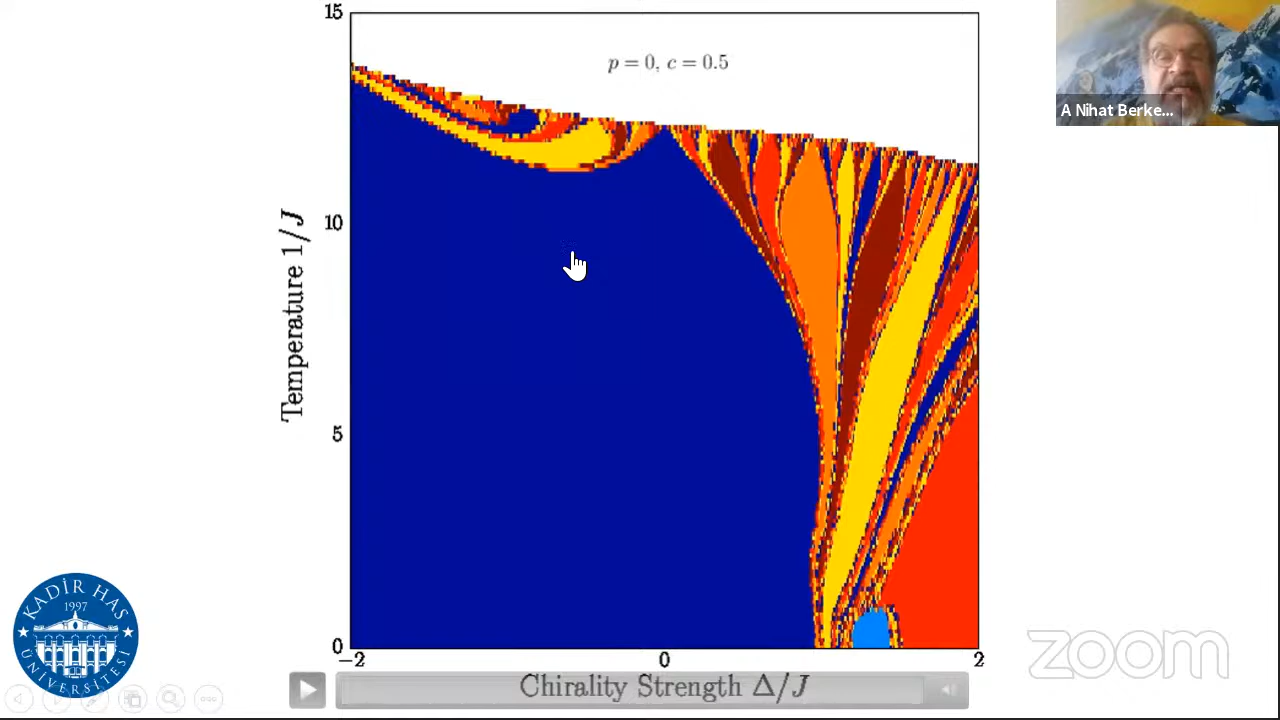 15
p = 0, c = 0.5
A Nihat Berke...
10
Temperature 1/J
5
0
−2
0
2
Chirality Strength Δ/J
KADİR HAS
1997
ÜNİVERSİTESİ
zoom